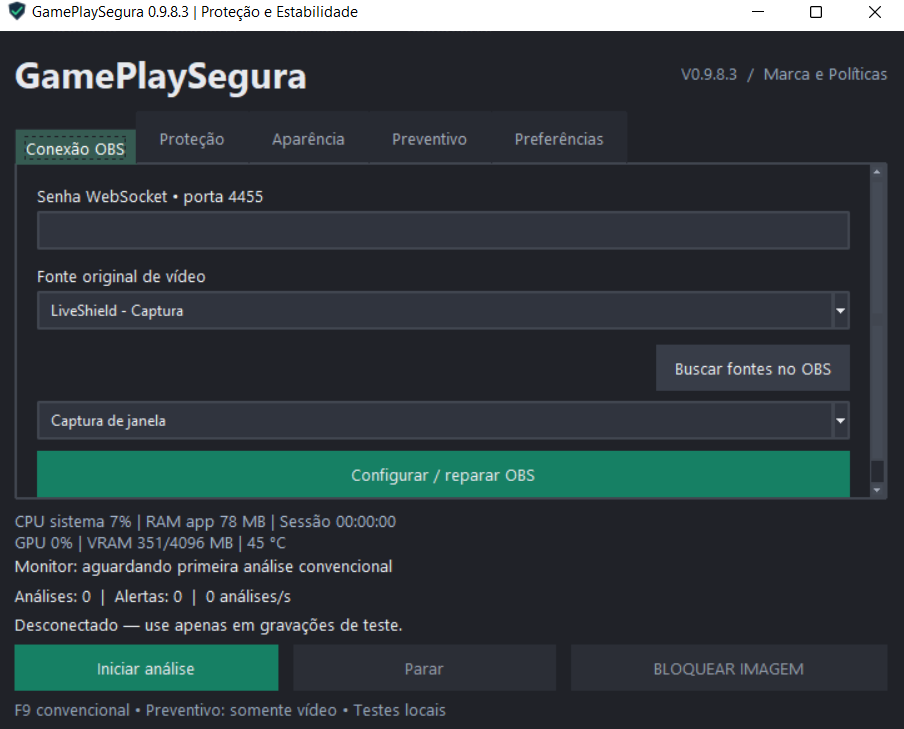 GamePlaySegura 0.9.8.3 | Proteção e Estabilidade
GamePlaySegura
V0.9.8.3 / Marca e Políticas
Conexão OBS
Proteção
Aparência
Preventivo
Preferências
Senha WebSocket • porta 4455
Fonte original de vídeo
LiveShield - Captura
Buscar fontes no OBS
Captura de janela
Configurar / reparar OBS
CPU sistema 7% | RAM app 78 MB | Sessão 00:00:00
GPU 0% | VRAM 351/4096 MB | 45 °C
Monitor: aguardando primeira análise convencional
Análises: 0 | Alertas: 0 | 0 análises/s
Desconectado — use apenas em gravações de teste.
Iniciar análise
Parar
BLOQUEAR IMAGEM
F9 convencional • Preventivo: somente vídeo • Testes locais